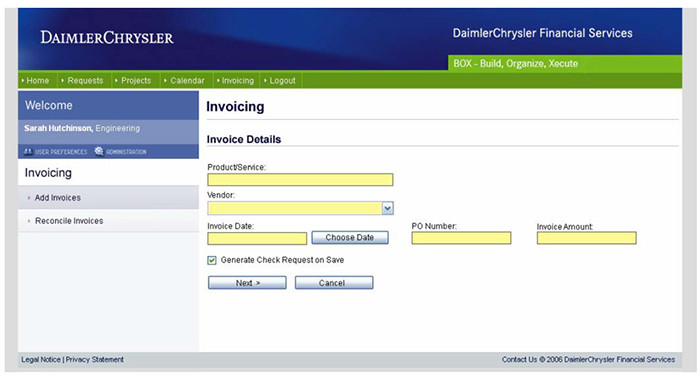 DAIMLERCHRYSLER
DaimlerChrysler Financial Services
BOX - Build, Organize, Xecute
Home Requests Projects Calendar Invoicing Logout
Welcome
Sarah Hutchinson, Engineering
USER PREFERENCES ADMINISTRATION
Invoicing
Add Invoices
Reconcile Invoices
Invoicing
Invoice Details
Product/Service:
Vendor:
Invoice Date: PO Number: Invoice Amount:
Choose Date
Generate Check Request on Save
Next > Cancel
Legal Notice | Privacy Statement Contact Us © 2006 DaimlerChrysler Financial Services